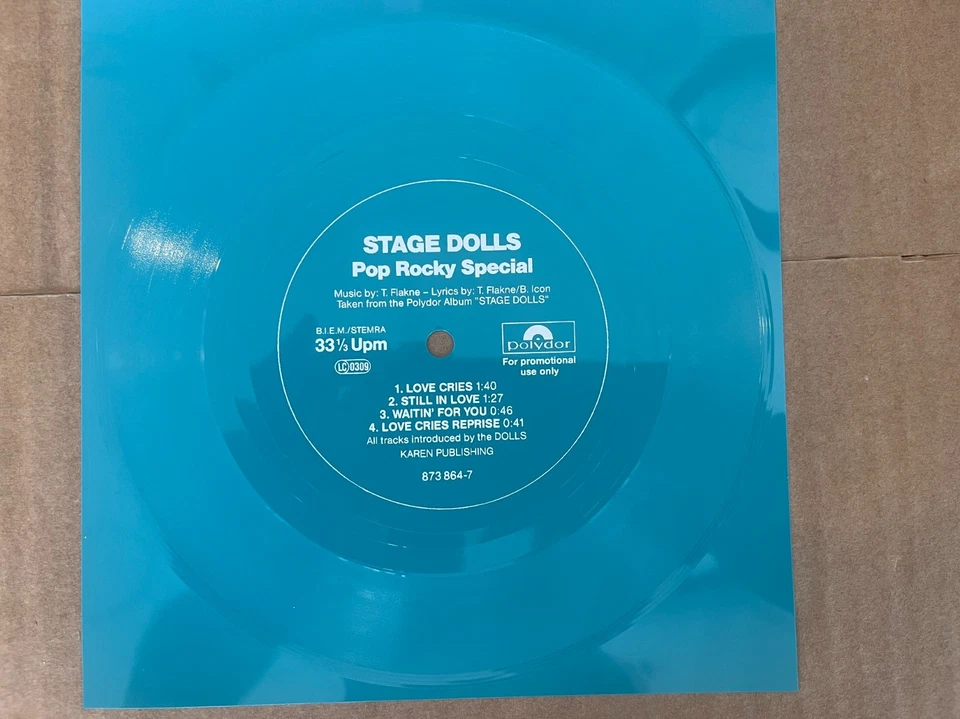 STAGE DOLLS
Pop Rocky Special
Music by: T. Flakne – Lyrics by: T. Flakne/B. Icon
Taken from the Polydor Album "STAGE DOLLS"
B.I.E.M./STEMRA
33⅓ Upm
LC 0309
polydor
For promotional
use only
1. LOVE CRIES 1:40
2. STILL IN LOVE 1:27
3. WAITIN' FOR YOU 0:46
4. LOVE CRIES REPRISE 0:41
All tracks introduced by the DOLLS
KAREN PUBLISHING
873 864-7